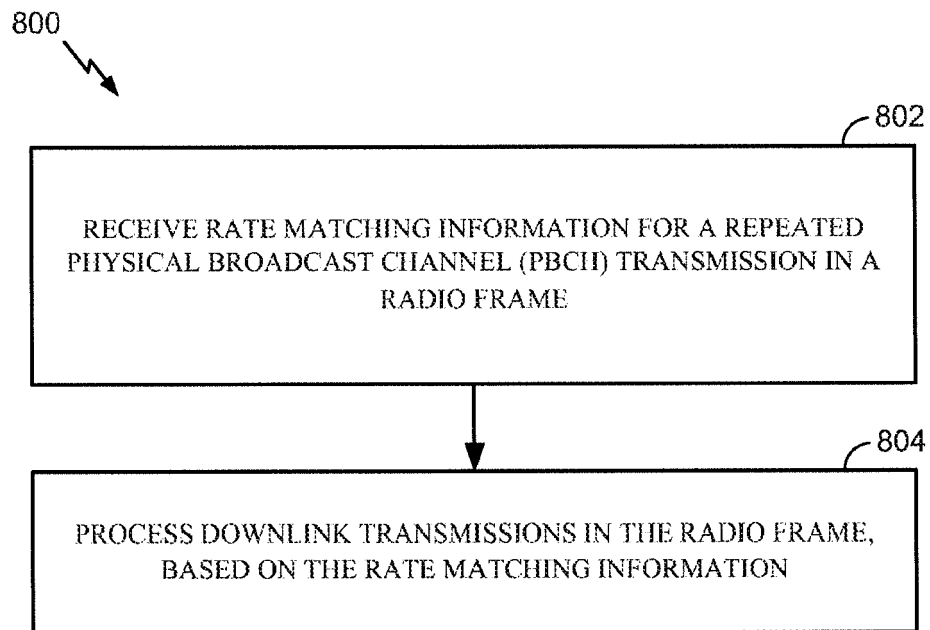 800
802
RECEIVE RATE MATCHING INFORMATION FOR A REPEATED
PHYSICAL BROADCAST CHANNEL (PBCH) TRANSMISSION IN A
RADIO FRAME
804
PROCESS DOWNLINK TRANSMISSIONS IN THE RADIO FRAME,
BASED ON THE RATE MATCHING INFORMATION